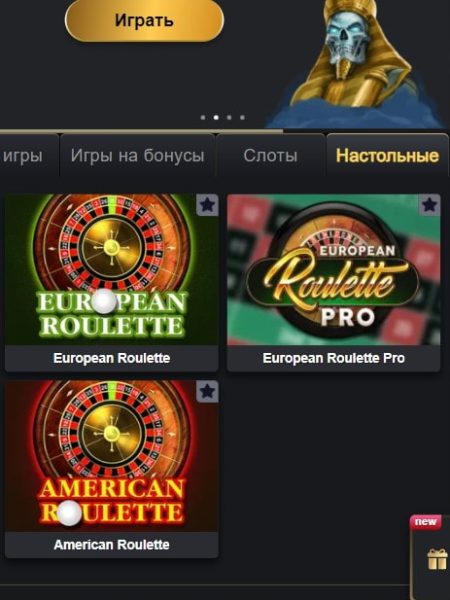 Играть
игры
Игры на бонусы
Слоты
Настольные
EUROPEAN
ROULETTE
European Roulette
EUROPEAN
Roulette
PRO
European Roulette Pro
AMERICAN
ROULETTE
American Roulette
new